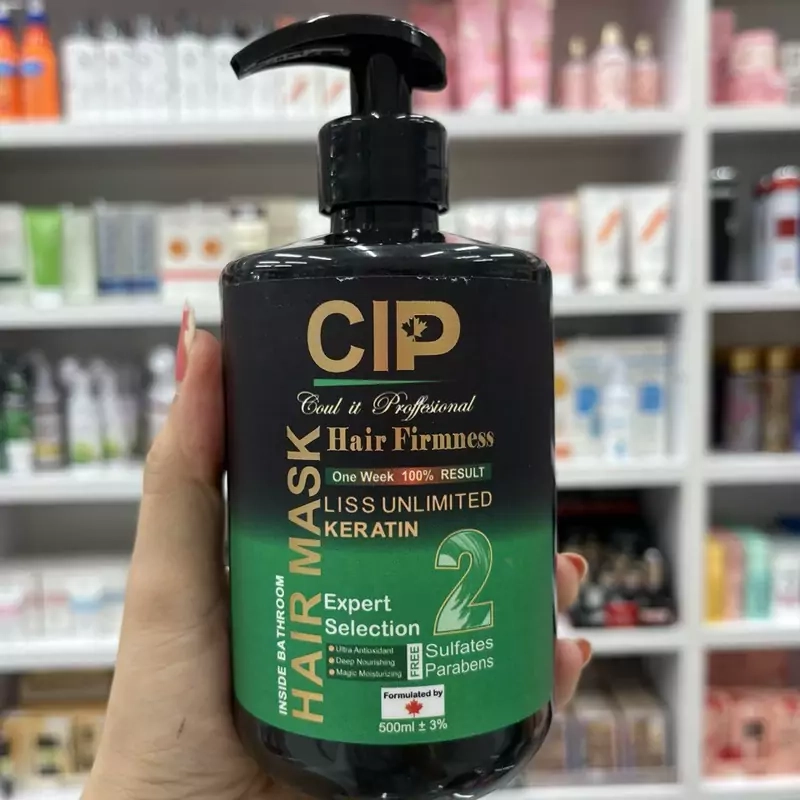 CIP
Coul it Proffesional
Hair Firmness
One Week 100% RESULT
LISS UNLIMITED
KERATIN
2
INSIDE BATHROOM
HAIR MASK
Expert
Selection
Ultra Antioxidant
Deep Nourishing
Magic Moisturizing
FREE
Sulfates
Parabens
Formulated by
500ml ± 3%